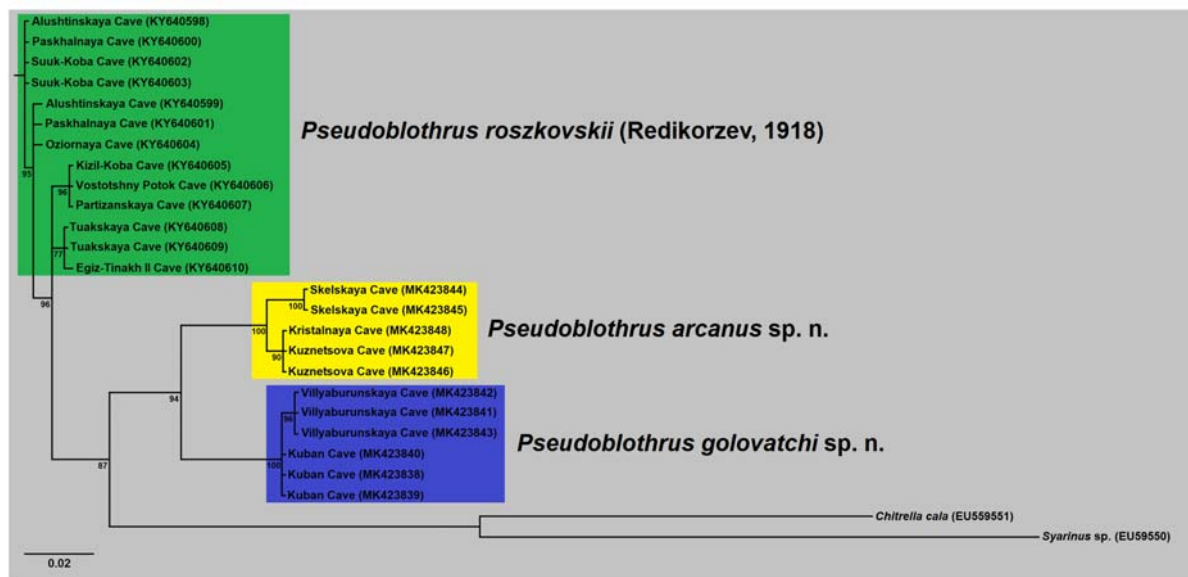 Alushtinskaya Cave (KY640598)
Paskhalnaya Cave (KY640600)
Suuk-Koba Cave (KY640602)
Suuk-Koba Cave (KY640603)
Alushtinskaya Cave (KY640599)
Paskhalnaya Cave (KY640601)
Oziornaya Cave (KY640604)
95
Kizil-Koba Cave (KY640605)
Vostotshny Potok Cave (KY640606)
96
Partizanskaya Cave (KY640607)
Tuakskaya Cave (KY640608)
Tuakskaya Cave (KY640609)
77
Egiz-Tinakh II Cave (KY640610)
Pseudoblothrus roszkovskii (Redikorzev, 1918)
96
Skelskaya Cave (MK423844)
100
Skelskaya Cave (MK423845)
100
Kristalnaya Cave (MK423848)
Kuznetsova Cave (MK423847)
90
Kuznetsova Cave (MK423846)
Pseudoblothrus arcanus sp. n.
94
Villyaburunskaya Cave (MK423842)
Villyaburunskaya Cave (MK423841)
96
Villyaburunskaya Cave (MK423843)
Kuban Cave (MK423840)
100
Kuban Cave (MK423838)
Kuban Cave (MK423839)
Pseudoblothrus golovatchi sp. n.
87
Chitrella cala (EU559551)
Syarinus sp. (EU59550)
0.02